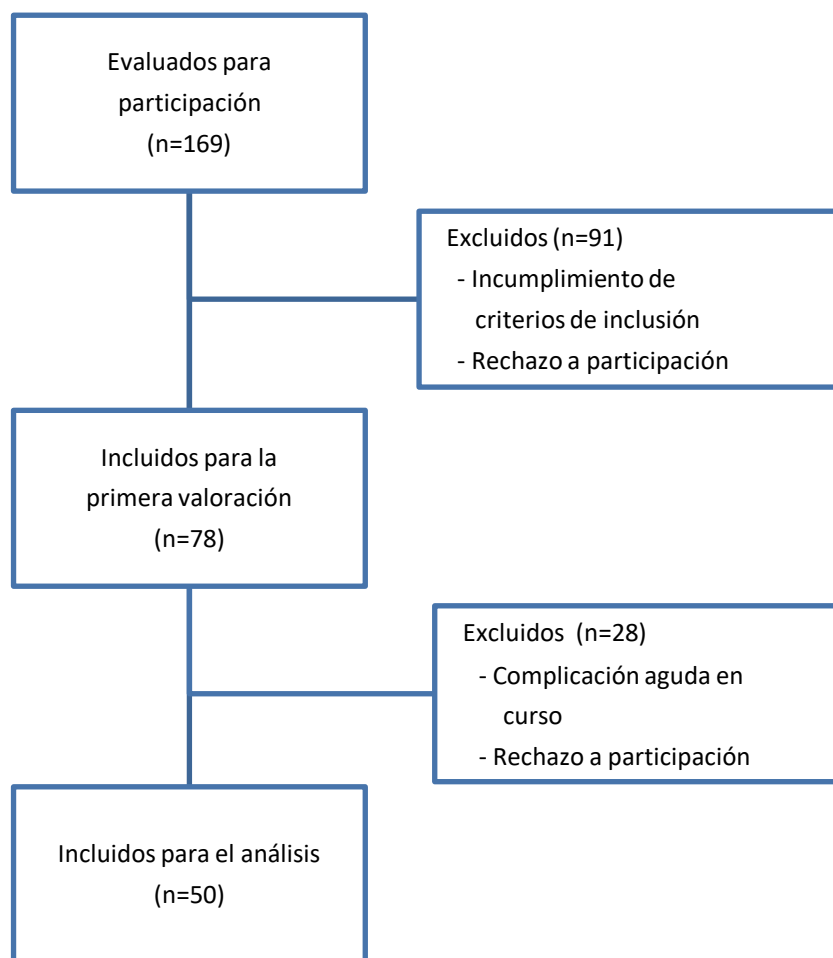 Evaluados para
participación
(n=169)
Excluidos (n=91)
- Incumplimiento de
criterios de inclusión
- Rechazo a participación
Incluidos para la
primera valoración
(n=78)
Excluidos (n=28)
- Complicación aguda en
curso
- Rechazo a participación
Incluidos para el análisis
(n=50)